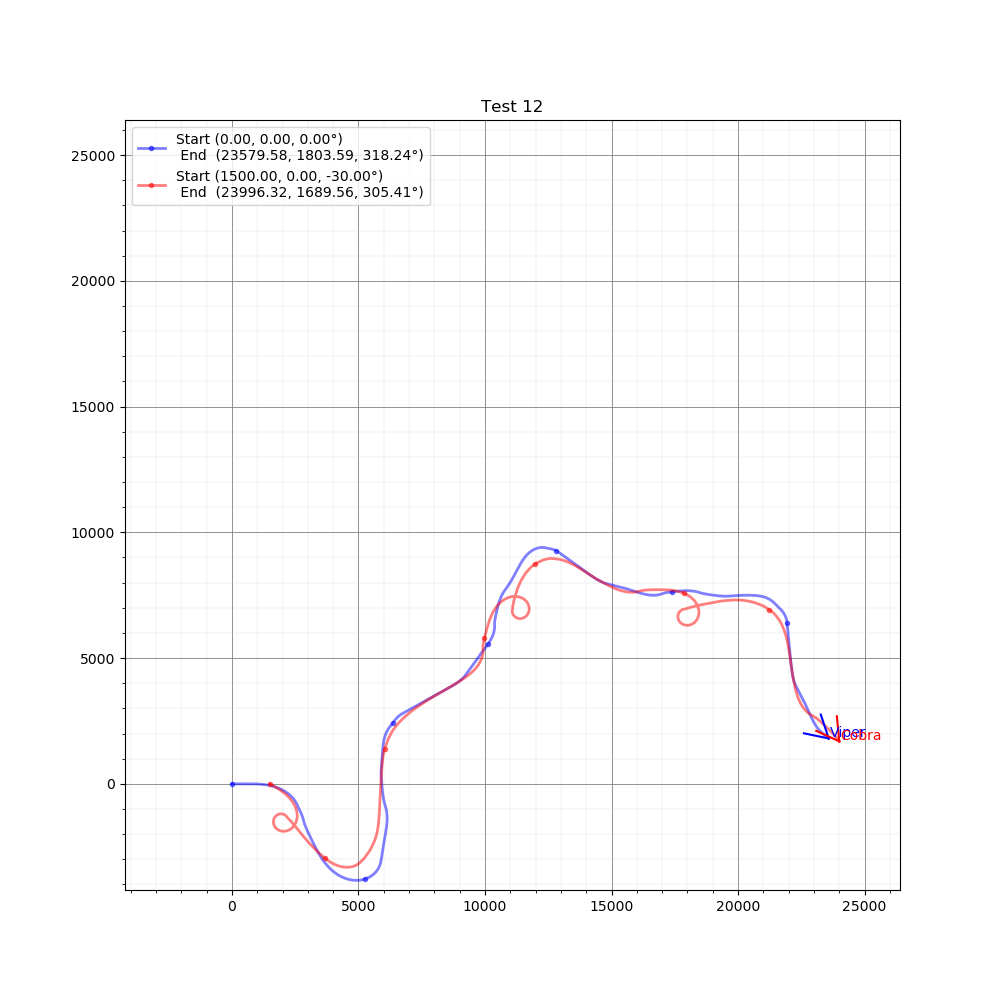 Test 12
Start (0.00, 0.00, 0.00°)
End (23579.58, 1803.59, 318.24°)
Start (1500.00, 0.00, -30.00°)
End (23996.32, 1689.56, 305.41°)
25000
20000
15000
10000
5000
0
Viper
Cobra
0
5000
10000
15000
20000
25000